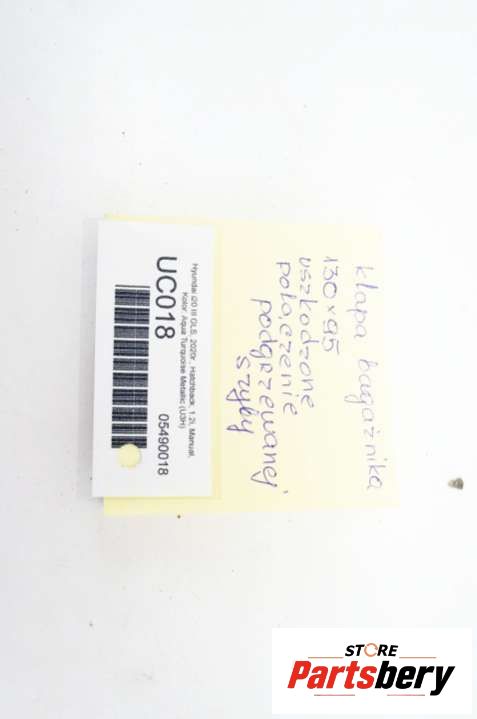 klapa bagażnika
130x95
uszkodzone
połączenie
podgrzewanej
szyby
Hyundai i20 III GLS, 2020r., Hatchback, 1.2i, Manual,
Kolor: Aqua Turquoise Metallic (U3H)
UC018
05490018
STORE
Partsbery